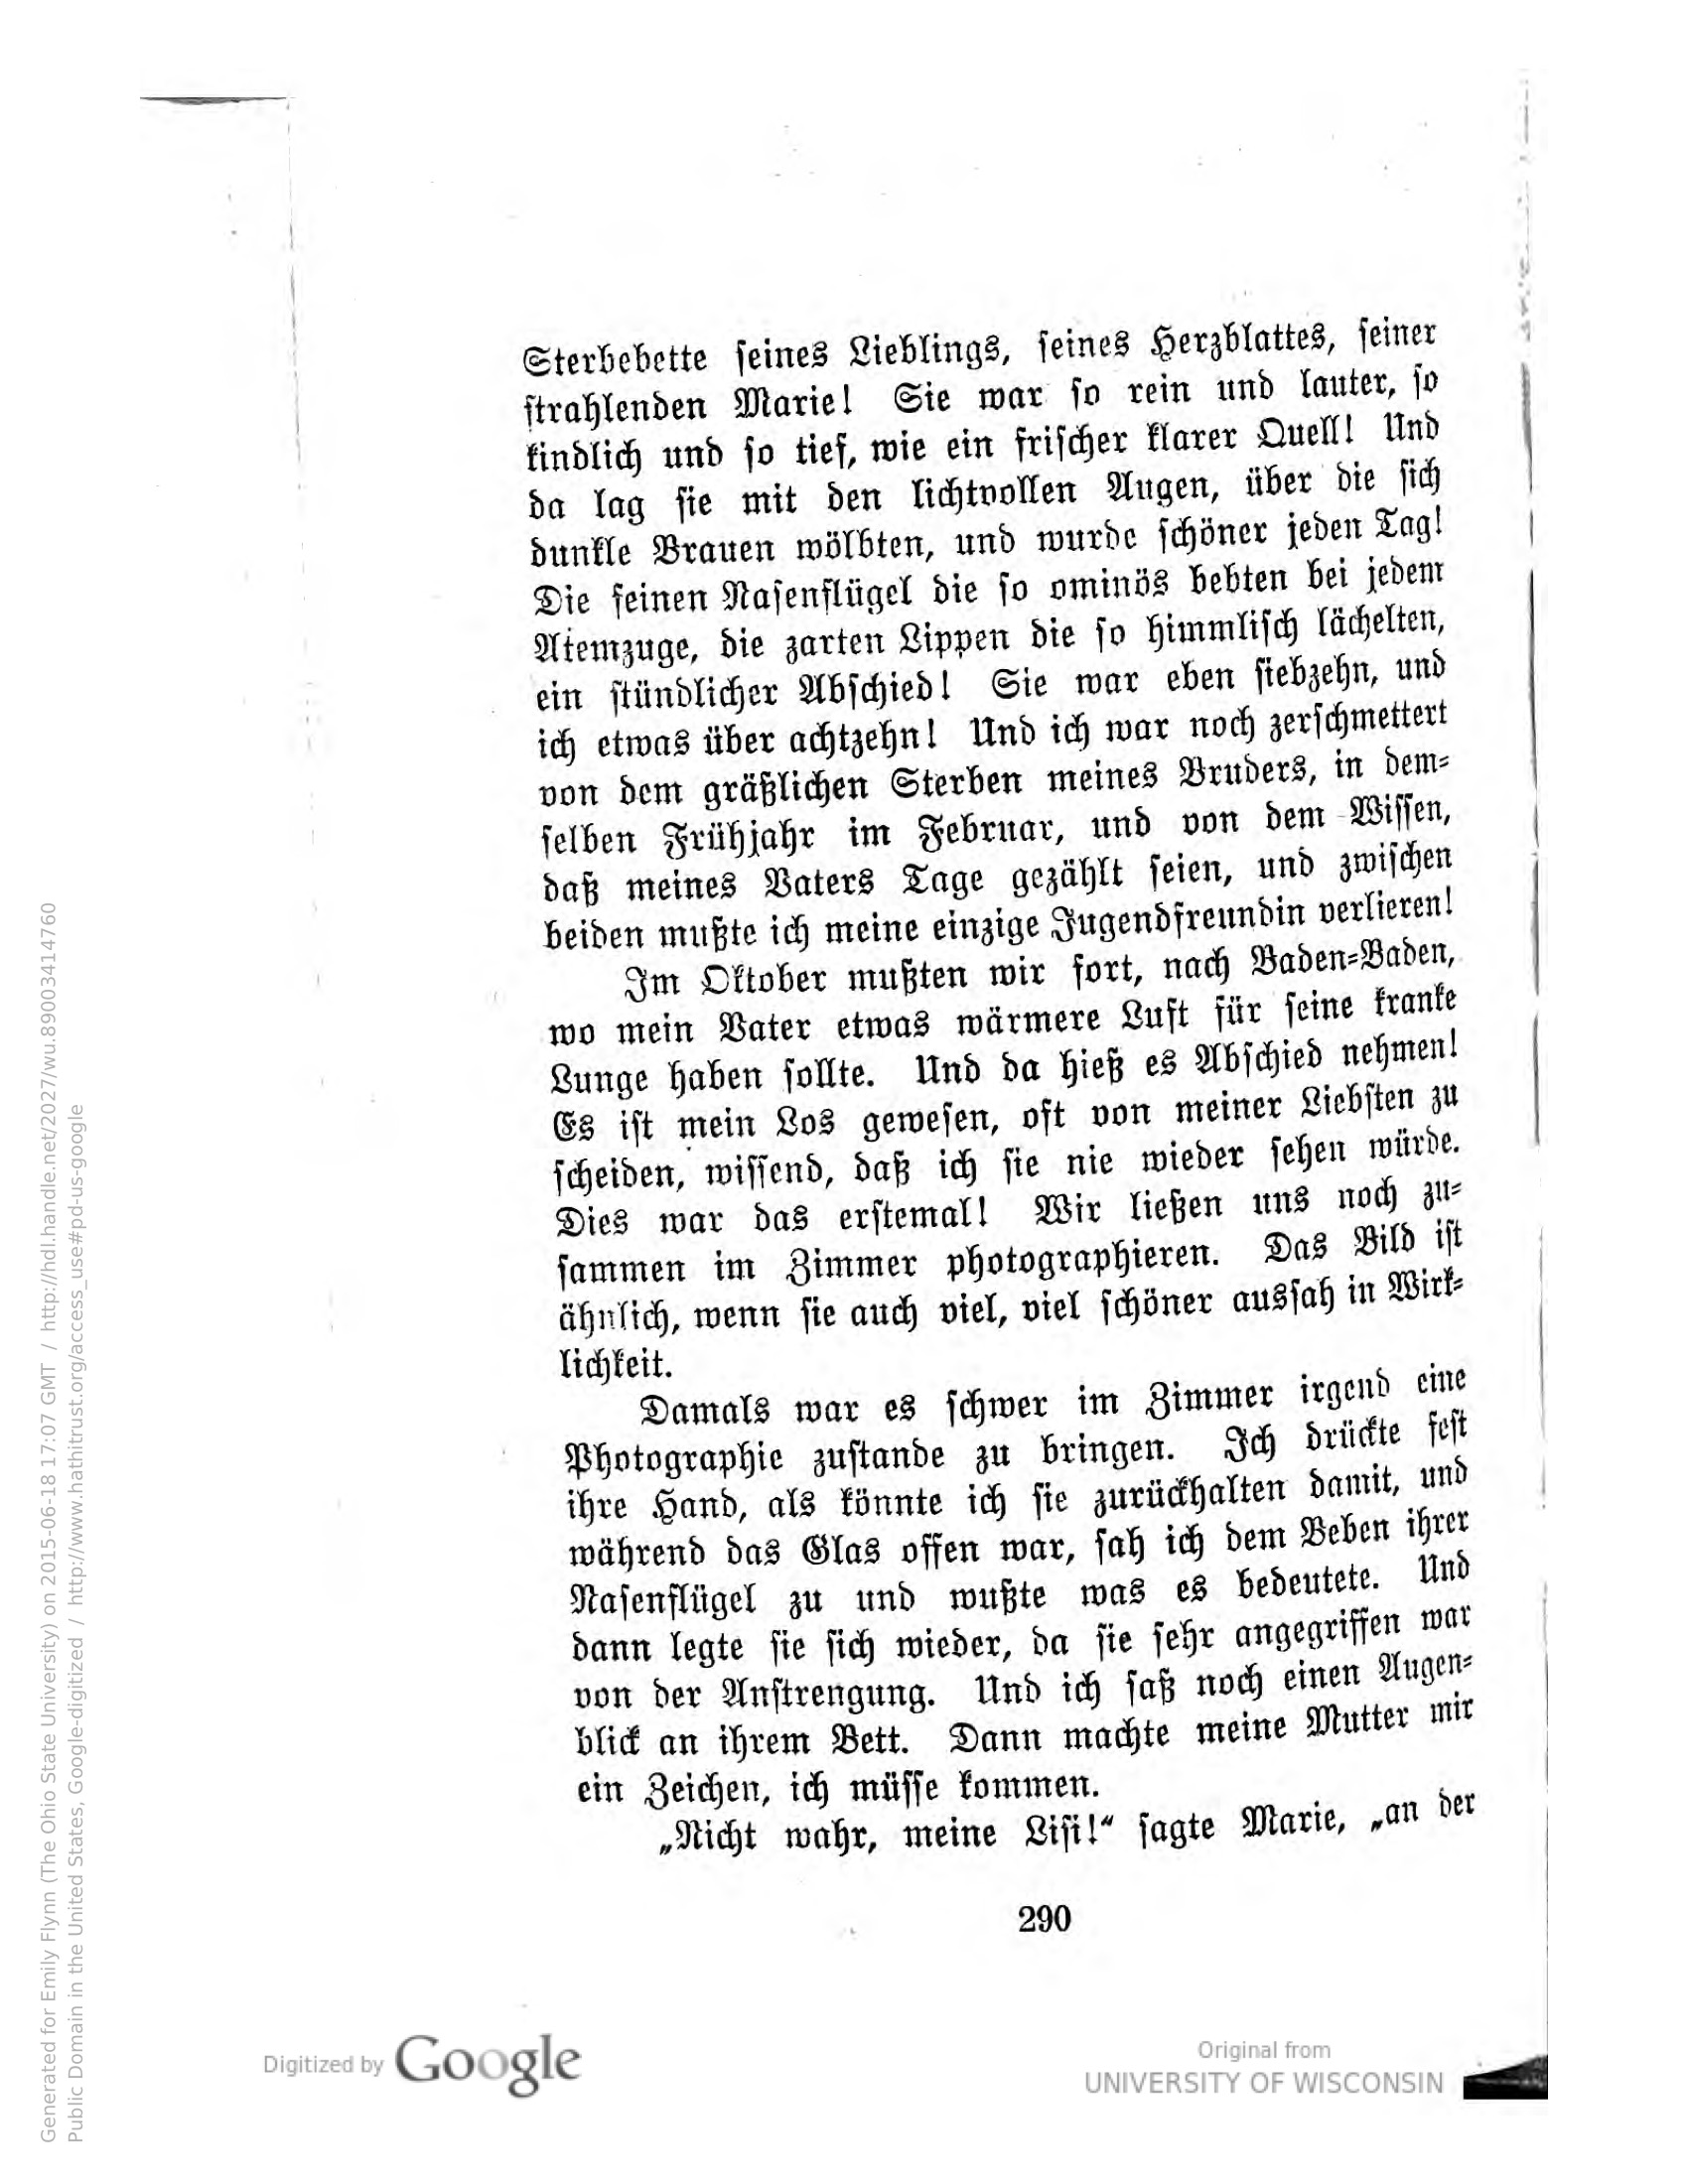 Sterbebette seines Lieblings, seines Herzblattes, seiner
strahlenden Marie! Sie war so rein und lauter, so
kindlich und so tief, wie ein frischer klarer Quell! Und
da lag sie mit den lichtvollen Augen, über die sich
dunkle Brauen wölbten, und wurde schöner jeden Tag!
Die feinen Nasenflügel die so ominös bebten bei jedem
Atemzuge, die zarten Lippen die so himmlisch lächelten,
ein stündlicher Abschied! Sie war eben siebzehn, und
ich etwas über achtzehn! Und ich war noch zerschmettert
von dem gräßlichen Sterben meines Bruders, in dem-
selben Frühjahr im Februar, und von dem Wissen,
daß meines Vaters Tage gezählt seien, und zwischen
beiden mußte ich meine einzige Jugendfreundin verlieren!
Im Oktober mußten wir fort, nach Baden-Baden,
wo mein Vater etwas wärmere Luft für seine kranke
Lunge haben sollte. Und da hieß es Abschied nehmen!
Es ist mein Los gewesen, oft von meiner Liebsten zu
scheiden, wissend, daß ich sie nie wieder sehen würde.
Dies war das erstemal! Wir ließen uns noch zu-
sammen im Zimmer photographieren. Das Bild ist
ähnlich, wenn sie auch viel, viel schöner aussah in Wirk-
lichkeit.
Damals war es schwer im Zimmer irgend eine
Photographie zustande zu bringen. Ich drückte fest
ihre Hand, als könnte ich sie zurückhalten damit, und
während das Glas offen war, sah ich dem Beben ihrer
Nasenflügel zu und wußte was es bedeutete. Und
dann legte sie sich wieder, da sie sehr angegriffen war
von der Anstrengung. Und ich saß noch einen Augen-
blick an ihrem Bett. Dann machte meine Mutter mir
ein Zeichen, ich müsse kommen.
„Nicht wahr, meine Lisi!“ sagte Marie, „an der
290
Digitized by Google
Original from
UNIVERSITY OF WISCONSIN
Generated for Emily Flynn (The Ohio State University) on 2015-06-18 17:07 GMT / http://hdl.handle.net/2027/wu.89003414760
Public Domain in the United States, Google-digitized / http://www.hathitrust.org/access_use#pd-us-google